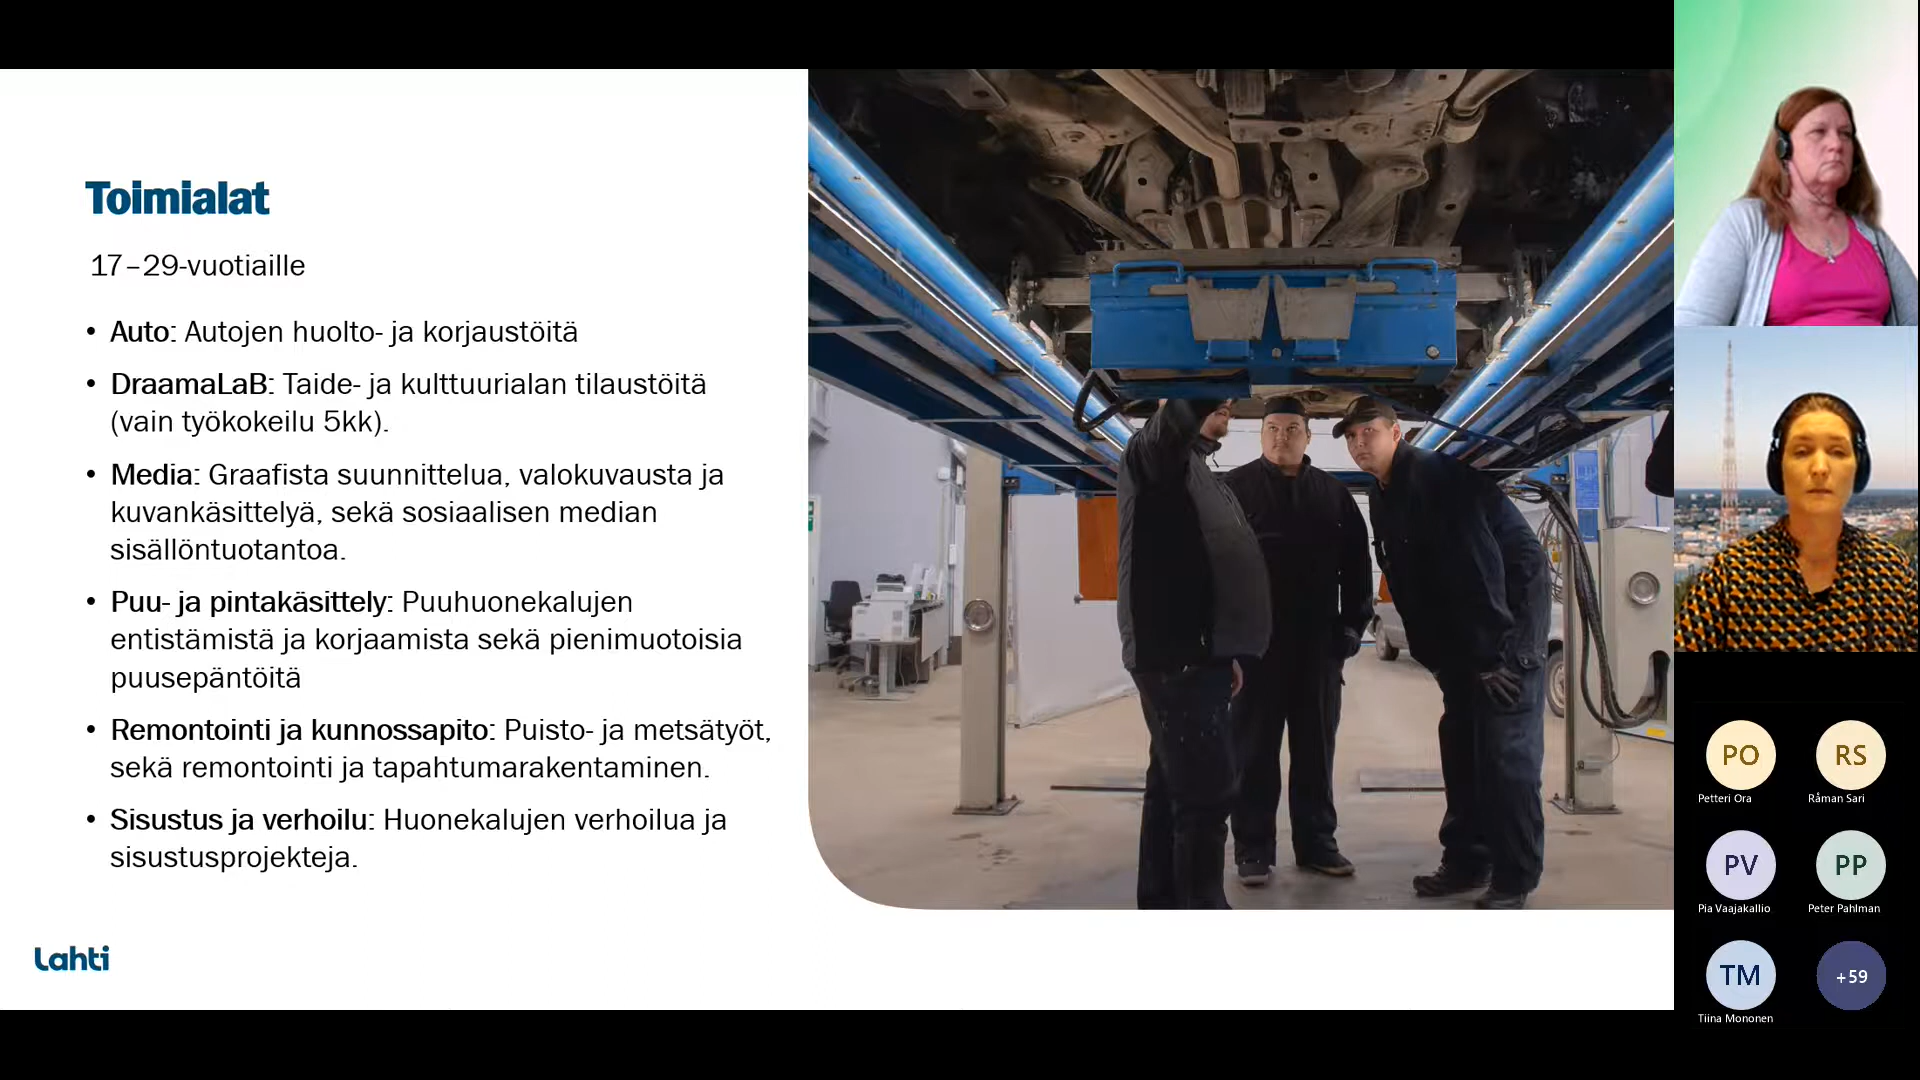 Toimialat
17–29-vuotiaille
• Auto: Autojen huolto- ja korjaustöitä
• DraamaLaB: Taide- ja kulttuurialan tilaustöitä
(vain työkokeilu 5kk).
• Media: Graafista suunnittelua, valokuvausta ja
kuvankäsittelyä, sekä sosiaalisen median
sisällöntuotantoa.
• Puu- ja pintakäsittely: Puuhuonekalujen
entistämistä ja korjaamista sekä pienimuotoisia
puusepäntöitä
• Remontointi ja kunnossapito: Puisto- ja metsätyöt,
sekä remontointi ja tapahtumarakentaminen.
• Sisustus ja verhoilu: Huonekalujen verhoilua ja
sisustusprojekteja.
Lahti
PO
Petteri Ora
RS
Råman Sari
PV
Pia Vaajakallio
PP
Peter Pahlman
TM
Tiina Mononen
+59